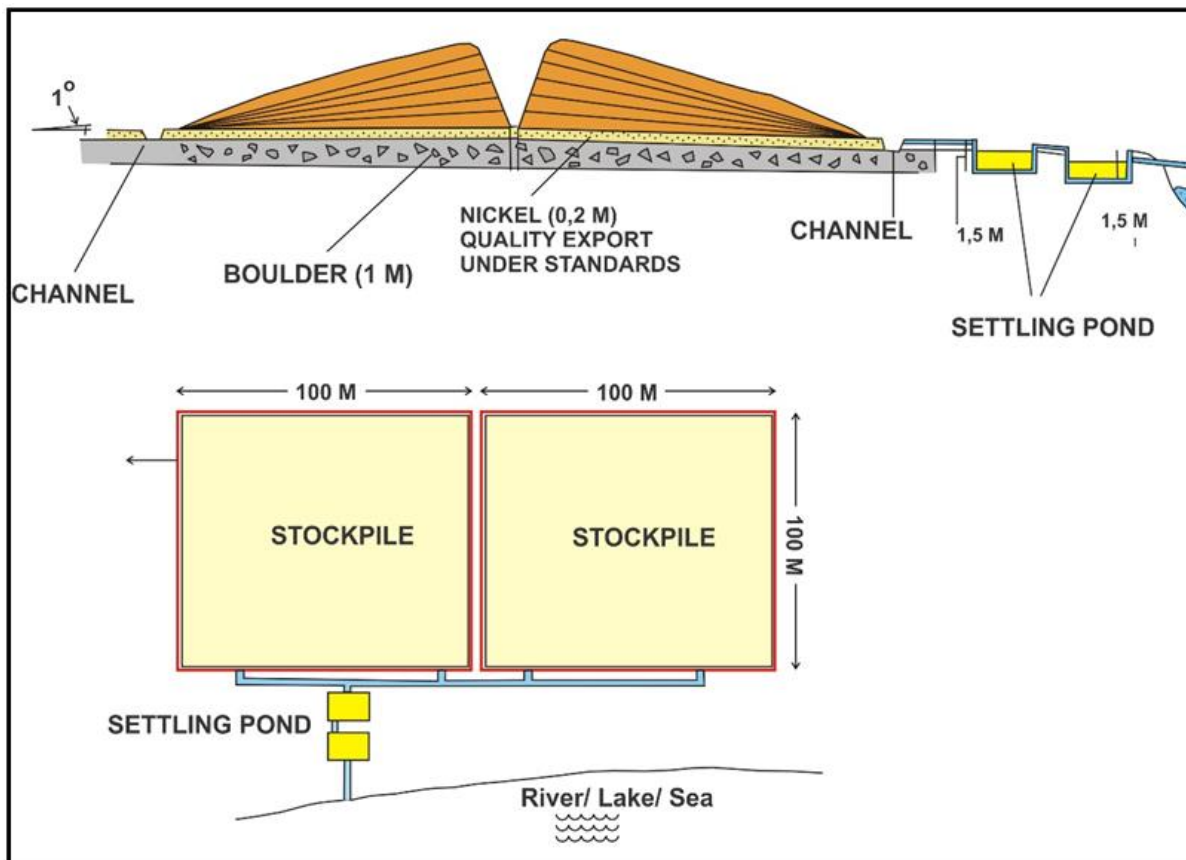 1°
NICKEL (0,2 M)
QUALITY EXPORT
UNDER STANDARDS
CHANNEL
BOULDER (1 M)
CHANNEL
1,5 M
1,5 M
SETTLING POND
100 M
100 M
STOCKPILE
STOCKPILE
100 M
SETTLING POND
River/ Lake/ Sea